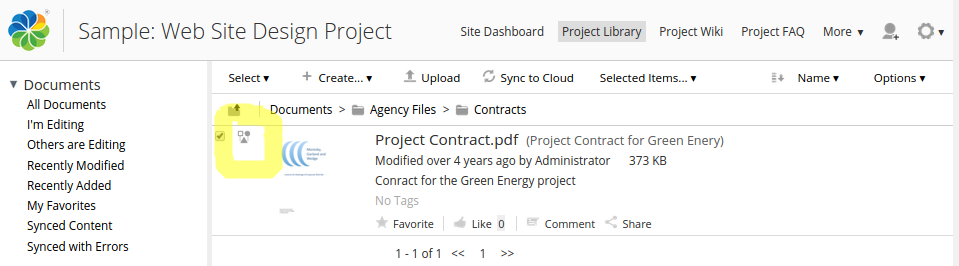 Sample: Web Site Design Project
Site Dashboard Project Library Project Wiki Project FAQ More
Documents
All Documents
I'm Editing
Others are Editing
Recently Modified
Recently Added
My Favorites
Synced Content
Synced with Errors
Select Create... Upload Sync to Cloud Selected Items... Name Options
Documents > Agency Files > Contracts
Project Contract.pdf (Project Contract for Green Enery)
Modified over 4 years ago by Administrator 373 KB
Conract for the Green Energy project
No Tags
Favorite Like 0 Comment Share
1 - 1 of 1 << 1 >>